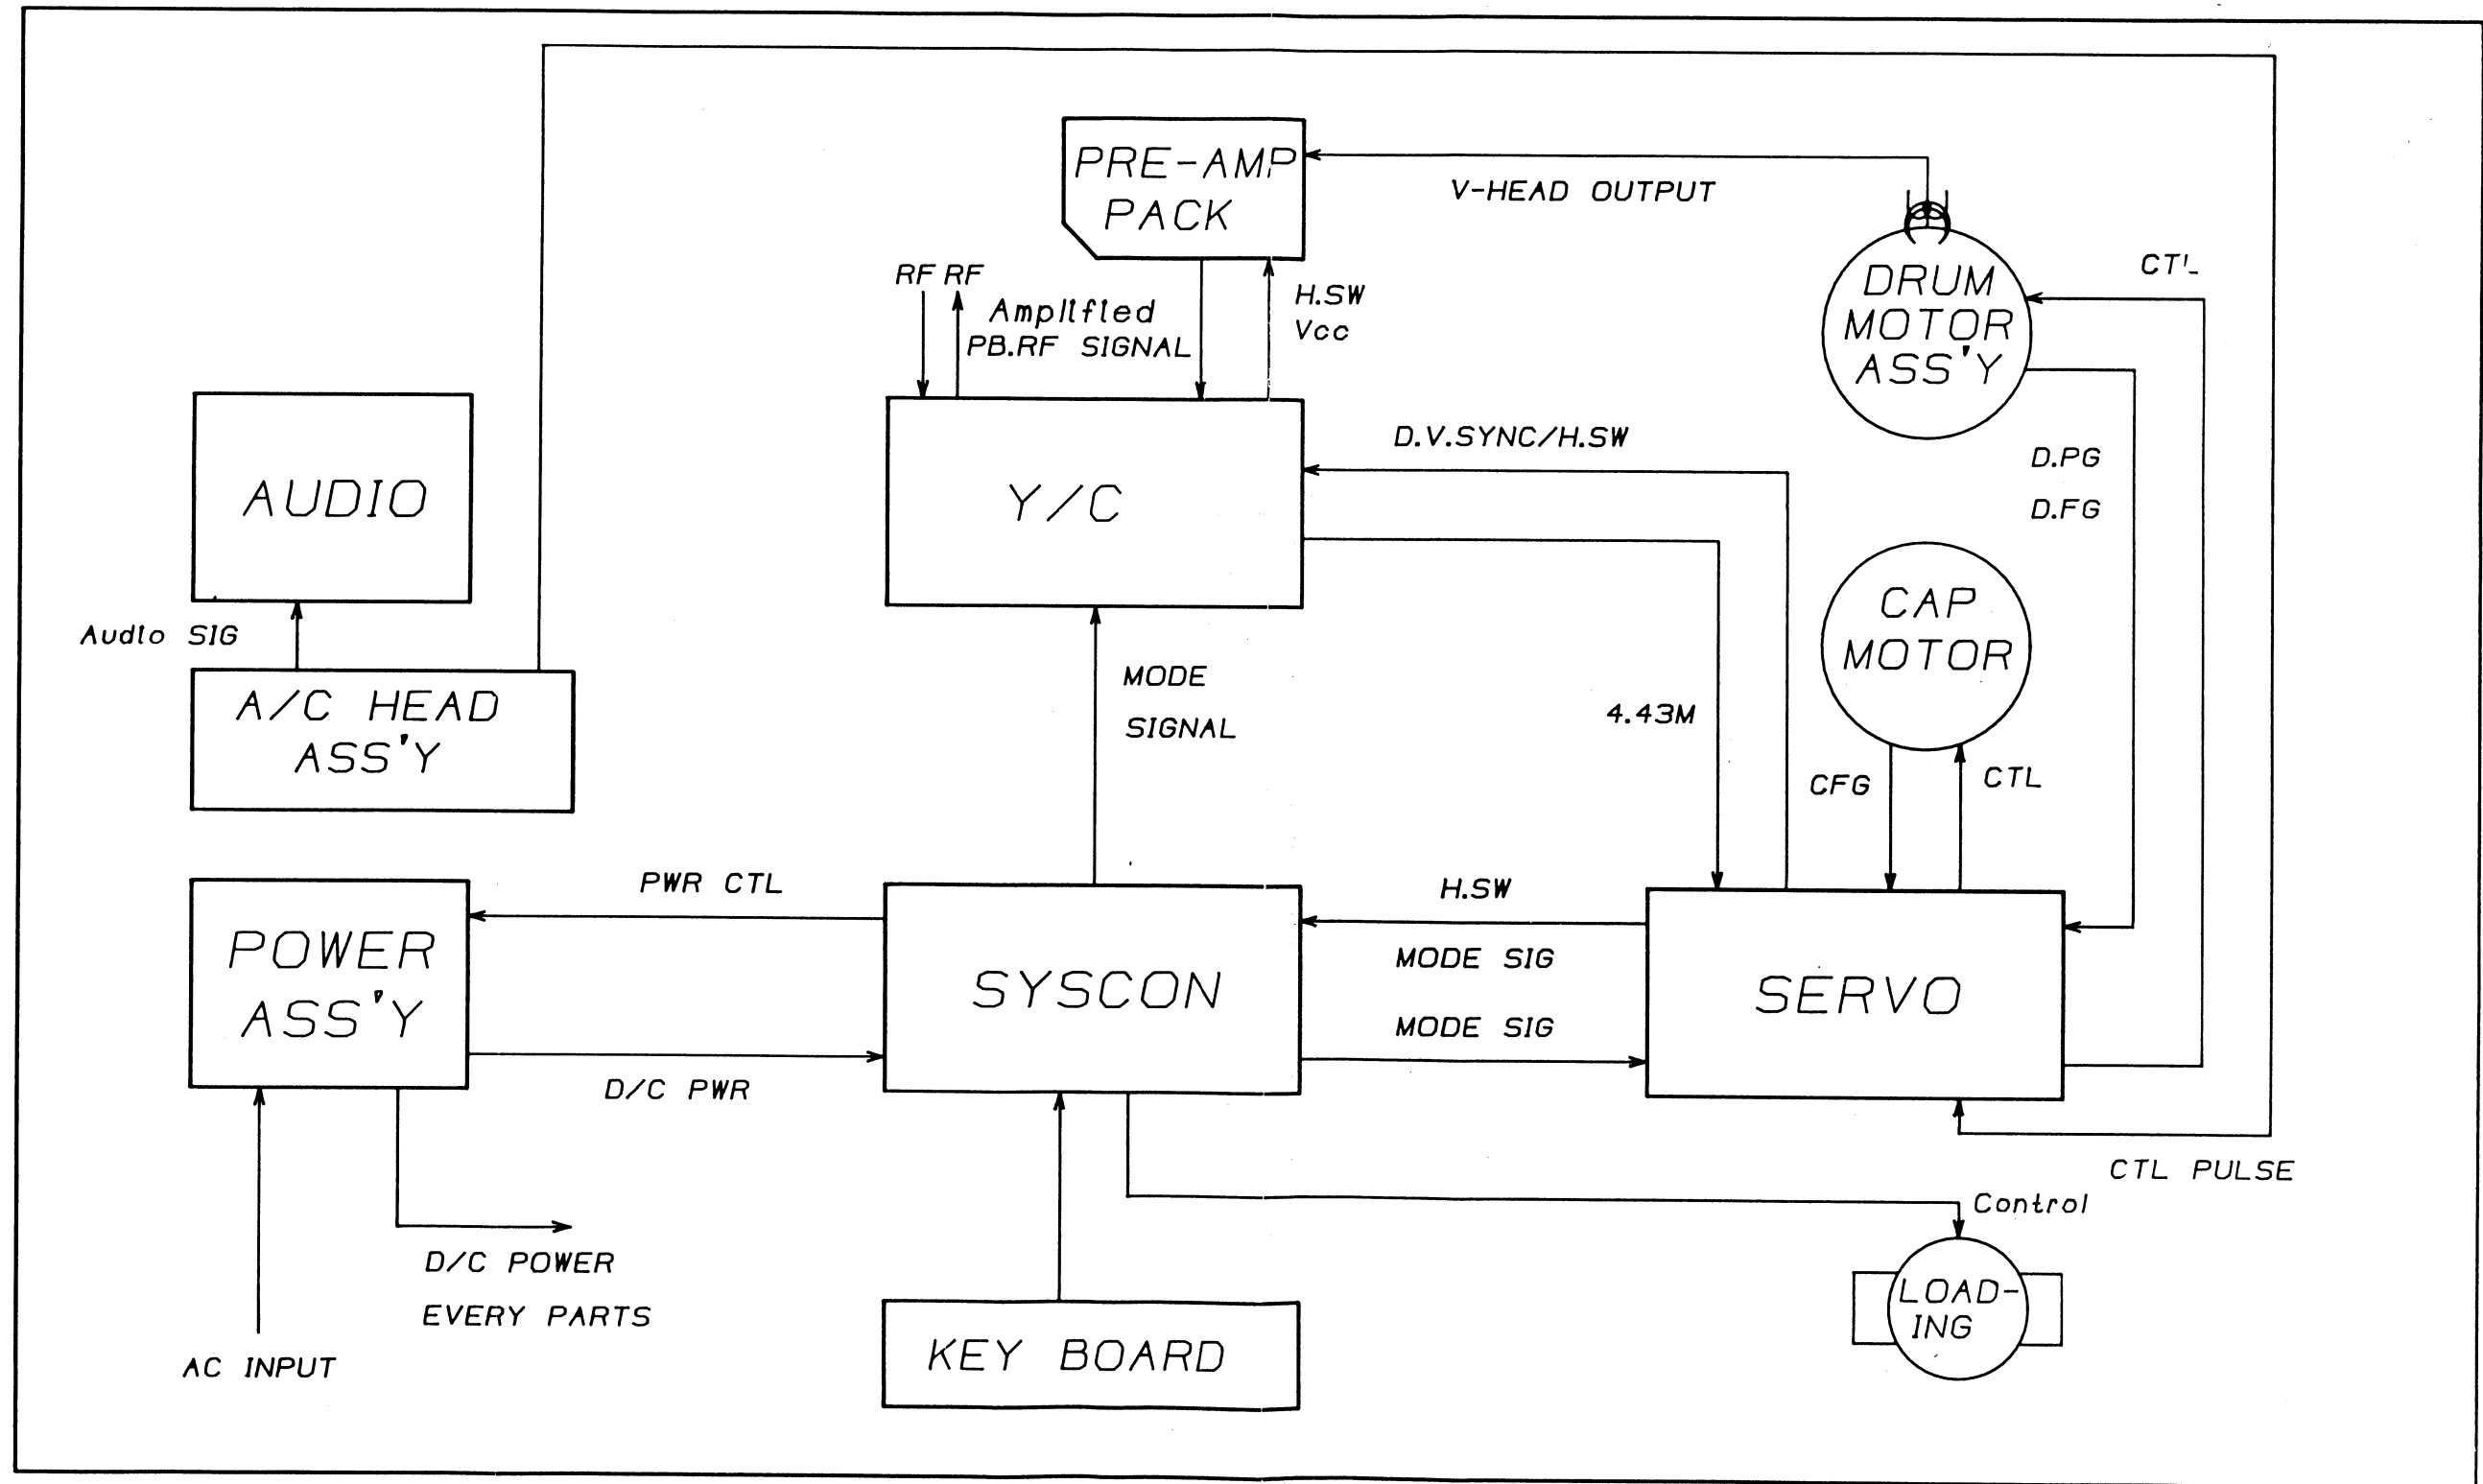 PRE-AMP
PACK
V-HEAD OUTPUT
RF RF
Amplified
PB.RF SIGNAL
H.SW
Vcc
DRUM
MOTOR
ASS'Y
AUDIO
Y/C
D.V.SYNC/H.SW
D.PG
D.FG
CAP
MOTOR
Audio SIG
A/C HEAD
ASS'Y
MODE
SIGNAL
4.43M
CFG
CTL
PWR CTL
H.SW
POWER
ASS'Y
SYSCON
MODE SIG
MODE SIG
SERVO
D/C PWR
CTL PULSE
Control
D/C POWER
EVERY PARTS
AC INPUT
KEY BOARD
LOAD-
ING